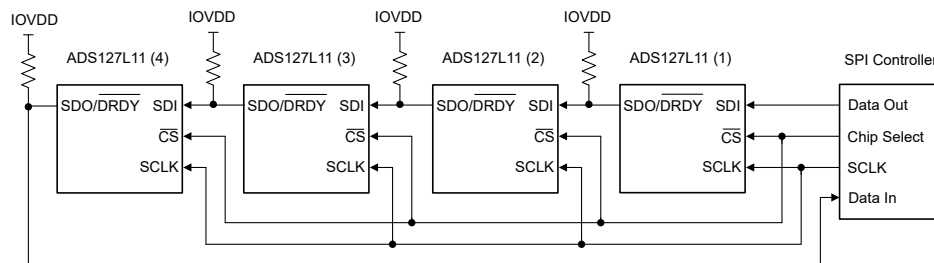 IOVDD IOVDD IOVDD IOVDD
ADS127L11 (4) ADS127L11 (3) ADS127L11 (2) ADS127L11 (1) SPI Controller
SDO/DRDY SDI SDO/DRDY SDI SDO/DRDY SDI SDO/DRDY SDI Data Out
CS CS CS CS Chip Select
SCLK SCLK SCLK SCLK SCLK
Data In